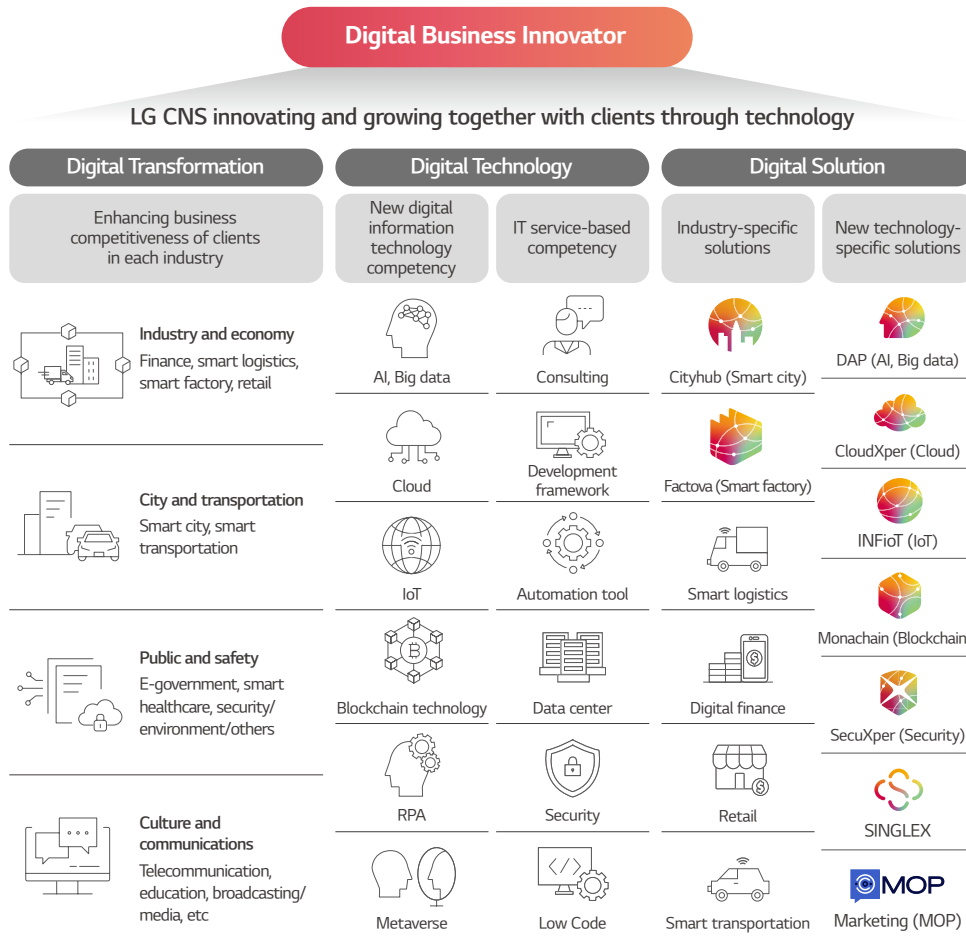 Digital Business Innovator
LG CNS innovating and growing together with clients through technology
Digital Transformation
Enhancing business
competitiveness of clients
in each industry
Industry and economy
Finance, smart logistics,
smart factory, retail
City and transportation
Smart city, smart
transportation
Public and safety
E-government, smart
healthcare, security/
environment/others
Culture and
communications
Telecommunication,
education, broadcasting/
media, etc
Digital Technology
New digital
information
technology
competency
AI, Big data
Cloud
IoT
Blockchain technology
RPA
Metaverse
IT service-based
competency
Consulting
Development
framework
Automation tool
Data center
Security
Low Code
Digital Solution
Industry-specific
solutions
Cityhub (Smart city)
Factova (Smart factory)
Smart logistics
Digital finance
Retail
Smart transportation
New technology-
specific solutions
DAP (AI, Big data)
CloudXper (Cloud)
INFioT (IoT)
Monachain (Blockchain)
SecuXper (Security)
SINGLEX
MOP
Marketing (MOP)